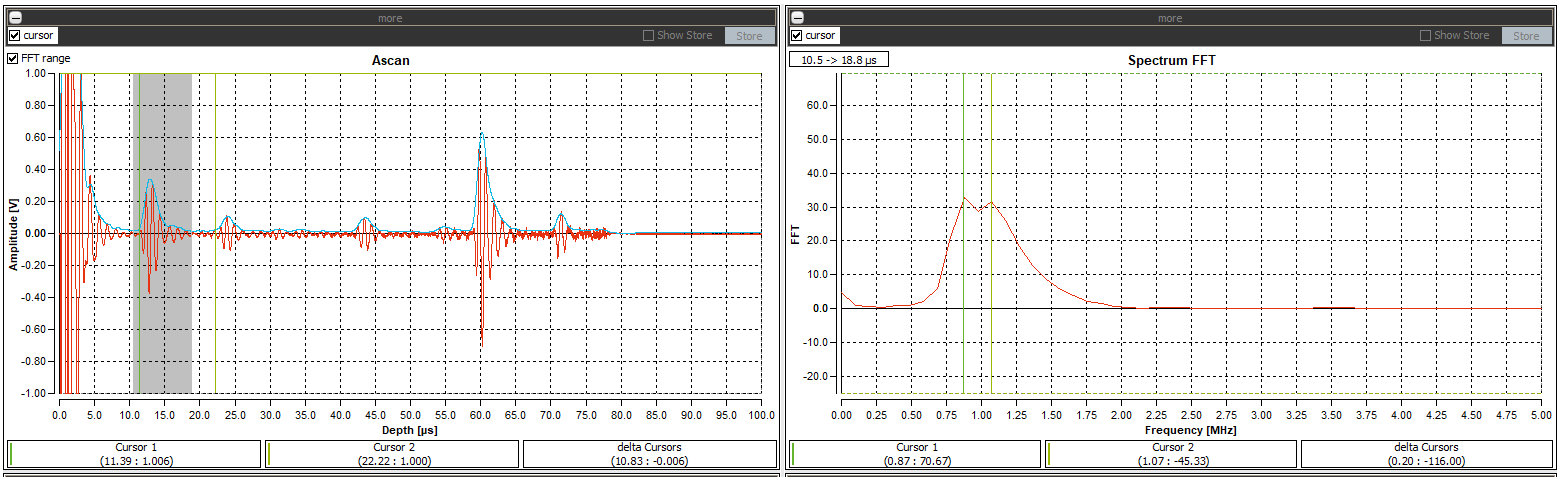 more
cursor
Show Store
Store
FFT range
Ascan
1.00
0.80
0.60
0.40
0.20
0.00
-0.20
-0.40
-0.60
-0.80
-1.00
Amplitude [V]
0.0 5.0 10.0 15.0 20.0 25.0 30.0 35.0 40.0 45.0 50.0 55.0 60.0 65.0 70.0 75.0 80.0 85.0 90.0 95.0 100.0
Depth [µs]
Cursor 1
(11.39 : 1.006)
Cursor 2
(22.22 : 1.000)
delta Cursors
(10.83 : -0.006)
more
cursor
Show Store
Store
10.5 -> 18.8 µs
Spectrum FFT
60.0
50.0
40.0
30.0
20.0
10.0
0.0
-10.0
-20.0
FFT
0.00 0.25 0.50 0.75 1.00 1.25 1.50 1.75 2.00 2.25 2.50 2.75 3.00 3.25 3.50 3.75 4.00 4.25 4.50 4.75 5.00
Frequency [MHz]
Cursor 1
(0.87 : 70.67)
Cursor 2
(1.07 : -45.33)
delta Cursors
(0.20 : -116.00)